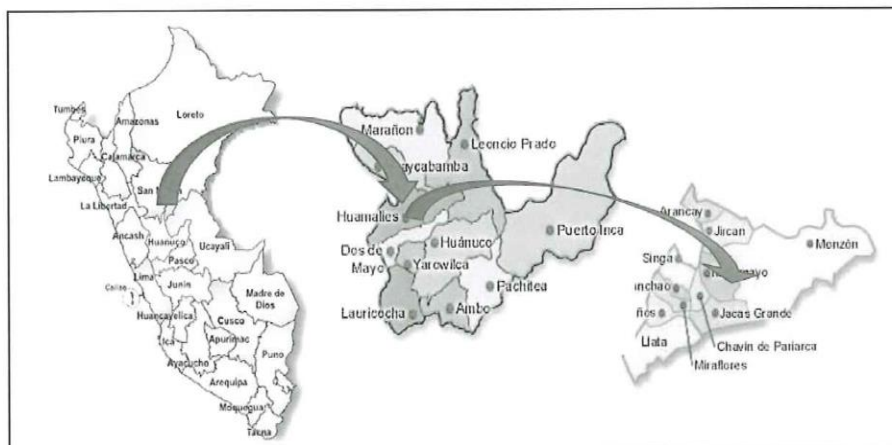 Tumbes
Piura
Amazonas
Loreto
Cajamarca
Lambayeque
La Libertad
Ancash
Huanuco
Ucayali
Pasco
Lima
Junin
Callao
Madre de
Dios
Huancavelica
Cusco
Ica
Apurimac
Puno
Ayacucho
Arequipa
Moquegua
Tacna
Marañon
Leoncio Prado
aycabamba
Huamalies
Huánuco
Puerto Inca
Dos de
Mayo
Yarowilca
Pachitea
Lauricocha
Ambo
Arancay
Jircan
Monzón
Singa
Jacas Grande
Llata
Chavín de Pariarca
Miraflores